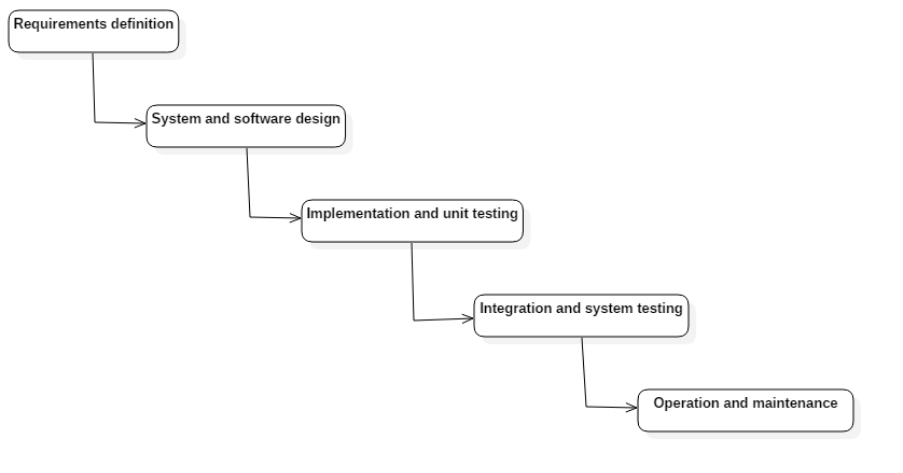 Requirements definition
System and software design
Implementation and unit testing
Integration and system testing
Operation and maintenance